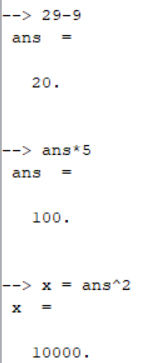 --> 29-9
ans  =
20.
--> ans*5
ans  =
100.
--> x = ans^2
x  =
10000.